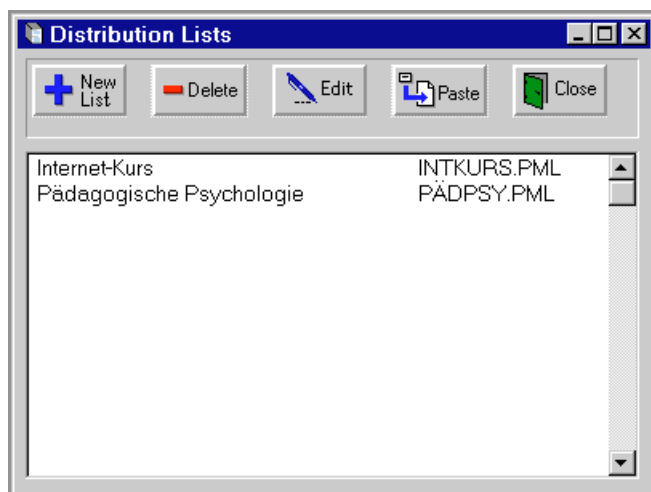 Distribution Lists
New
List
Delete
Edit
Paste
Close
Internet-Kurs INTKURS.PML
Pädagogische Psychologie PÄDPSY.PML